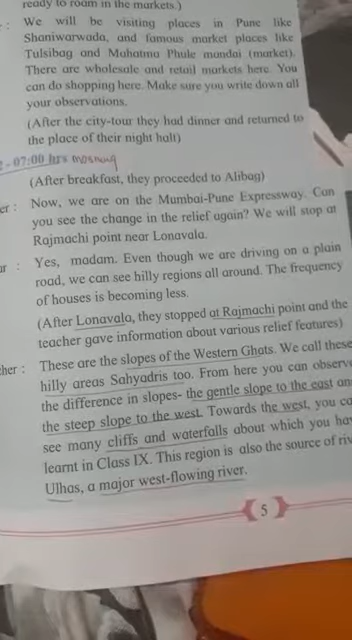 ready to roam in the markets.)
: We will be visiting places in Pune like
Shaniwarwada, and famous market places like
Tulsibag and Mahatma Phule mandai (market).
There are wholesale and retail markets here. You
can do shopping here. Make sure you write down all
your observations.
(After the city-tour they had dinner and returned to
the place of their night halt)
- 07:00 hrs morning
(After breakfast, they proceeded to Alibag)
er : Now, we are on the Mumbai-Pune Expressway. Can
you see the change in the relief again? We will stop at
Rajmachi point near Lonavala.
ar : Yes, madam. Even though we are driving on a plain
road, we can see hilly regions all around. The frequency
of houses is becoming less.
(After Lonavala, they stopped at Rajmachi point and the
teacher gave information about various relief features)
cher : These are the slopes of the Western Ghats. We call these
hilly areas Sahyadris too. From here you can observ
the difference in slopes- the gentle slope to the east an
the steep slope to the west. Towards the west, you ca
see many cliffs and waterfalls about which you hav
learnt in Class IX. This region is also the source of riv
Ulhas, a major west-flowing river.
5